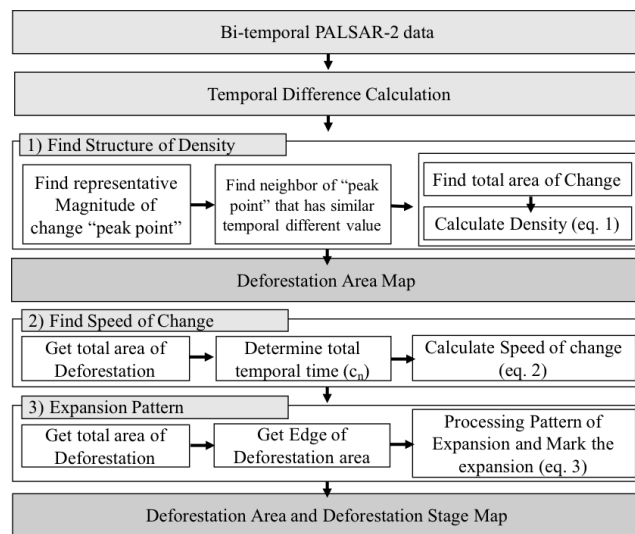 Bi-temporal PALSAR-2 data
Temporal Difference Calculation
1) Find Structure of Density
Find representative
Magnitude of
change “peak point”
Find neighbor of “peak
point” that has similar
temporal different value
Find total area of Change
Calculate Density (eq. 1)
Deforestation Area Map
2) Find Speed of Change
Get total area of
Deforestation
Determine total
temporal time (cn)
Calculate Speed of change
(eq. 2)
3) Expansion Pattern
Get total area of
Deforestation
Get Edge of
Deforestation area
Processing Pattern of
Expansion and Mark the
expansion (eq. 3)
Deforestation Area and Deforestation Stage Map